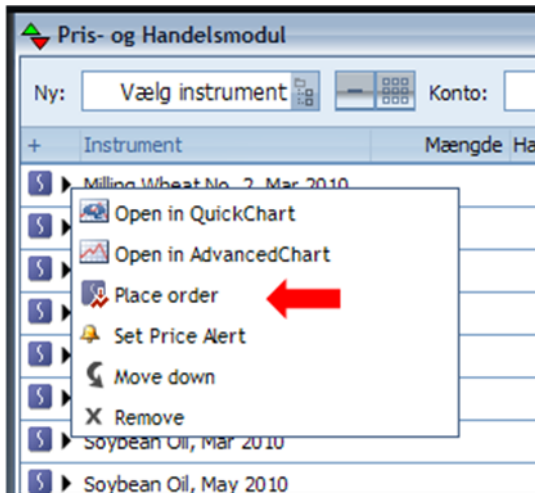 Pris- og Handelsmodul
Ny: Vælg instrument Konto:
+ Instrument Mængde Ha
S Milling Wheat No. 2, Mar 2010
S Open in QuickChart
S Open in AdvancedChart
S Place order
S Set Price Alert
S Move down
X Remove
S Soybean Oil, Mar 2010
S Soybean Oil, May 2010